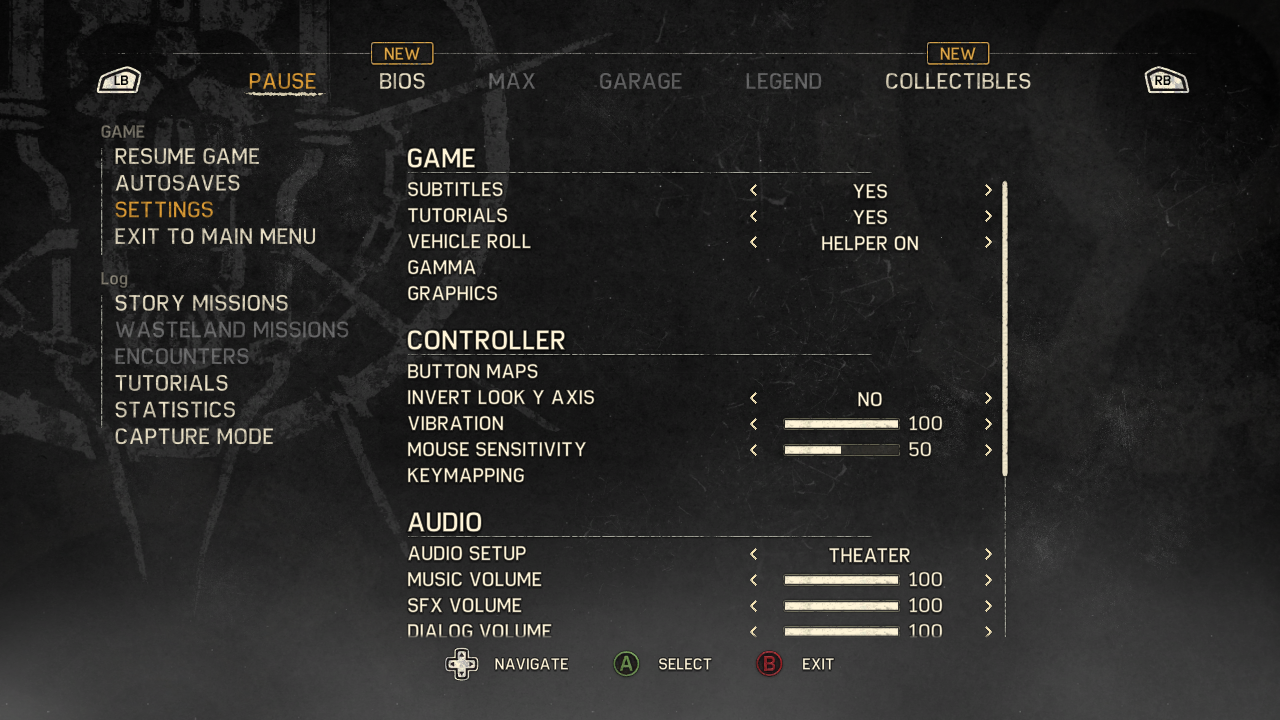 NEW NEW
LB PAUSE BIOS MAX GARAGE LEGEND COLLECTIBLES RB
GAME
RESUME GAME
AUTOSAVES
SETTINGS
EXIT TO MAIN MENU
Log
STORY MISSIONS
WASTELAND MISSIONS
ENCOUNTERS
TUTORIALS
STATISTICS
CAPTURE MODE
GAME
SUBTITLES YES
TUTORIALS YES
VEHICLE ROLL HELPER ON
GAMMA
GRAPHICS
CONTROLLER
BUTTON MAPS
INVERT LOOK Y AXIS NO
VIBRATION 100
MOUSE SENSITIVITY 50
KEYMAPPING
AUDIO
AUDIO SETUP THEATER
MUSIC VOLUME 100
SFX VOLUME 100
DIALOG VOLUME 100
NAVIGATE A SELECT B EXIT